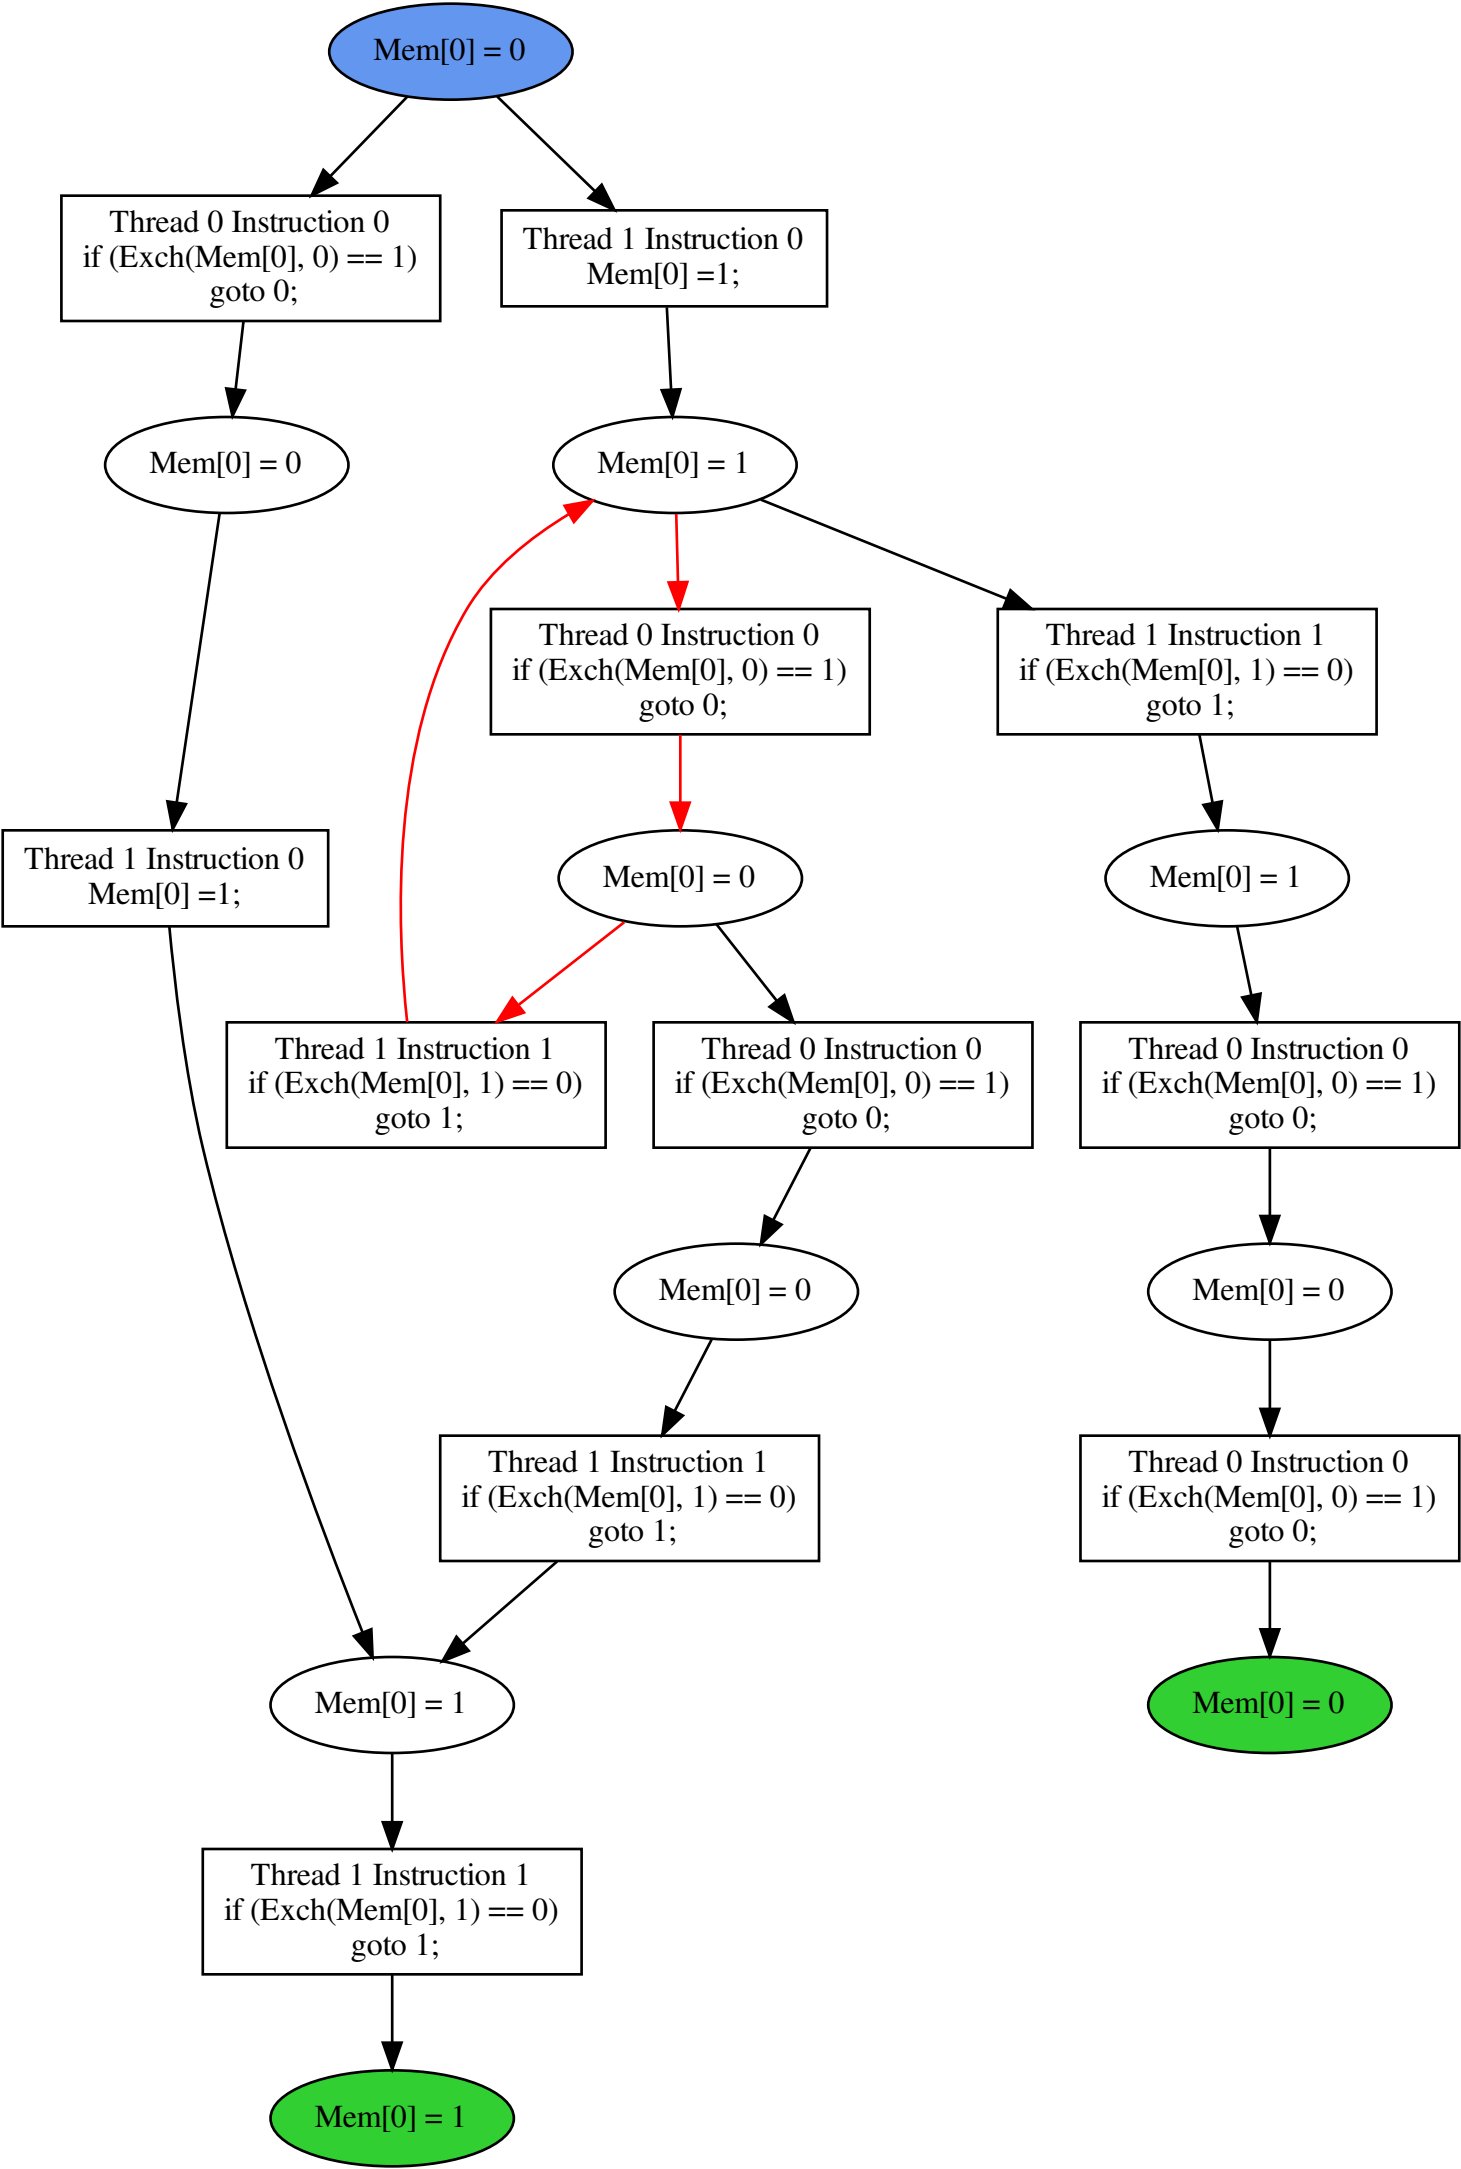 Mem[0] = 0
Thread 0 Instruction 0
if (Exch(Mem[0], 0) == 1)
goto 0;
Thread 1 Instruction 0
Mem[0] =1;
Mem[0] = 0
Mem[0] = 1
Thread 0 Instruction 0
if (Exch(Mem[0], 0) == 1)
goto 0;
Thread 1 Instruction 1
if (Exch(Mem[0], 1) == 0)
goto 1;
Thread 1 Instruction 0
Mem[0] =1;
Mem[0] = 0
Mem[0] = 1
Thread 1 Instruction 1
if (Exch(Mem[0], 1) == 0)
goto 1;
Thread 0 Instruction 0
if (Exch(Mem[0], 0) == 1)
goto 0;
Thread 0 Instruction 0
if (Exch(Mem[0], 0) == 1)
goto 0;
Mem[0] = 0
Mem[0] = 0
Thread 1 Instruction 1
if (Exch(Mem[0], 1) == 0)
goto 1;
Thread 0 Instruction 0
if (Exch(Mem[0], 0) == 1)
goto 0;
Mem[0] = 1
Mem[0] = 0
Thread 1 Instruction 1
if (Exch(Mem[0], 1) == 0)
goto 1;
Mem[0] = 1